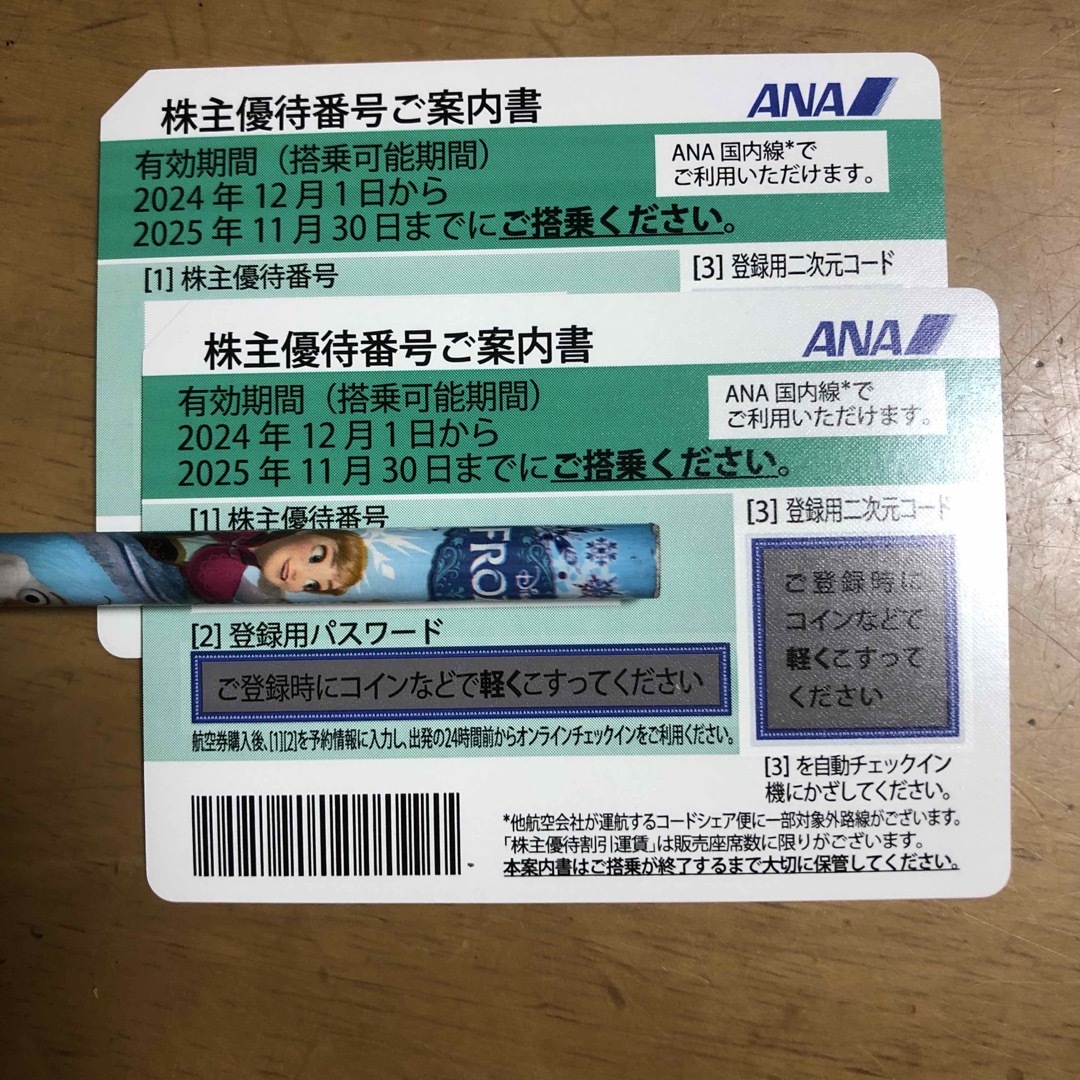 株主優待番号ご案内書
ANA
有効期間（搭乗可能期間）
2024年12月1日から
2025年11月30日までにご搭乗ください。
ANA国内線*で
ご利用いただけます。
[1] 株主優待番号
[3] 登録用二次元コード
株主優待番号ご案内書
ANA
有効期間（搭乗可能期間）
2024年12月1日から
2025年11月30日までにご搭乗ください。
ANA国内線*で
ご利用いただけます。
[1] 株主優待番号
[3] 登録用二次元コード
FRO
[2] 登録用パスワード
ご登録時にコインなどで軽くこすってください
ご登録時に
コインなどで
軽くこすって
ください
航空券購入後、[1][2]を予約情報に入力し、出発の24時間前からオンラインチェックインをご利用ください。
[3] を自動チェックイン
機にかざしてください。
*他航空会社が運航するコードシェア便に一部対象外路線がございます。
「株主優待割引運賃」は販売座席数に限りがございます。
本案内書はご搭乗が終了するまで大切に保管してください。